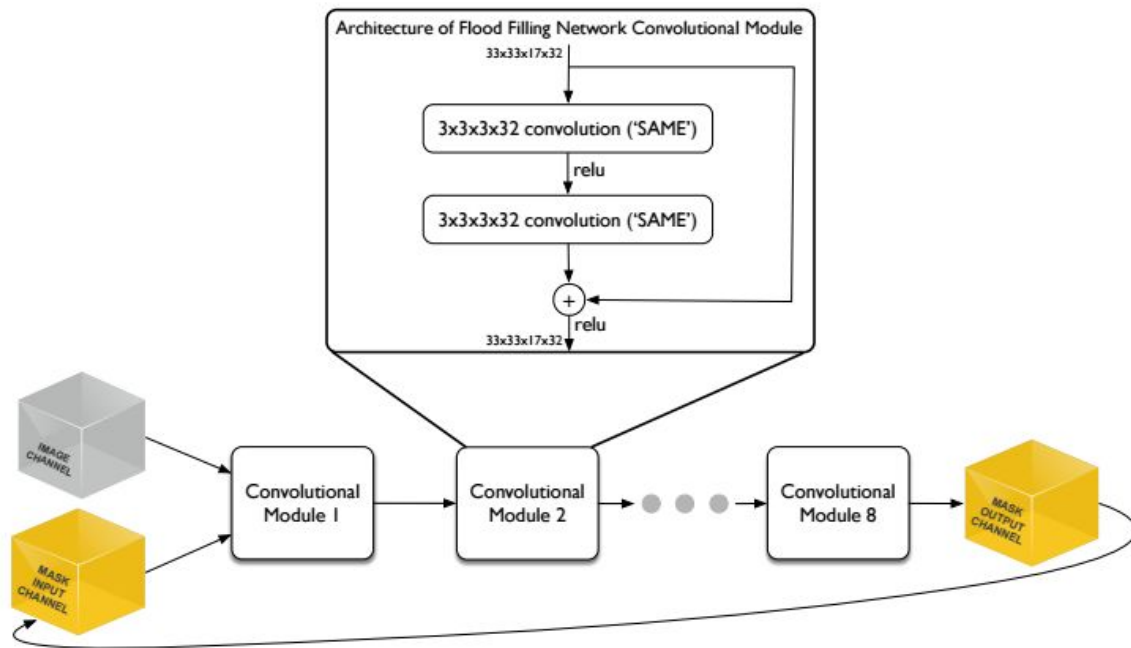 Architecture of Flood Filling Network Convolutional Module
33x33x17x32
3x3x3x32 convolution (‘SAME’)
relu
3x3x3x32 convolution (‘SAME’)
+
relu
33x33x17x32
IMAGE
CHANNEL
MASK
INPUT
CHANNEL
Convolutional
Module 1
Convolutional
Module 2
Convolutional
Module 8
MASK
OUTPUT
CHANNEL